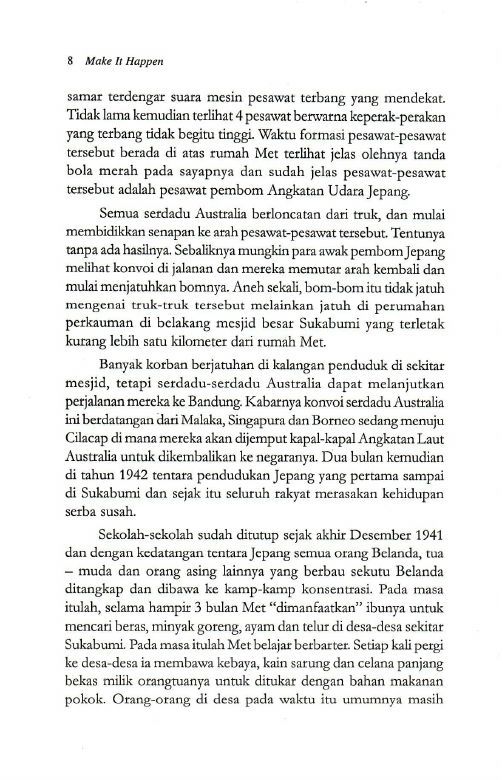 8 Make It Happen
samar terdengar suara mesin pesawat terbang yang mendekat.
Tidak lama kemudian terlihat 4 pesawat berwarna keperak-perakan
yang terbang tidak begitu tinggi. Waktu formasi pesawat-pesawat
tersebut berada di atas rumah Met terlihat jelas olehnya tanda
bola merah pada sayapnya dan sudah jelas pesawat-pesawat
tersebut adalah pesawat pembom Angkatan Udara Jepang.
Semua serdadu Australia berloncatan dari truk, dan mulai
membidikkan senapan ke arah pesawat-pesawat tersebut. Tentunya
tanpa ada hasilnya. Sebaliknya mungkin para awak pembom Jepang
melihat konvoi di jalanan dan mereka memutar arah kembali dan
mulai menjatuhkan bomnya. Aneh sekali, bom-bom itu tidak jatuh
mengenai truk-truk tersebut melainkan jatuh di perumahan
perkauman di belakang mesjid besar Sukabumi yang terletak
kurang lebih satu kilometer dari rumah Met.
Banyak korban berjatuhan di kalangan penduduk di sekitar
mesjid, tetapi serdadu-serdadu Australia dapat melanjutkan
perjalanan mereka ke Bandung. Kabarnya konvoi serdadu Australia
ini berdatangan dari Malaka, Singapura dan Borneo sedang menuju
Cilacap di mana mereka akan dijemput kapal-kapal Angkatan Laut
Australia untuk dikembalikan ke negaranya. Dua bulan kemudian
di tahun 1942 tentara pendudukan Jepang yang pertama sampai
di Sukabumi dan sejak itu seluruh rakyat merasakan kehidupan
serba susah.
Sekolah-sekolah sudah ditutup sejak akhir Desember 1941
dan dengan kedatangan tentara Jepang semua orang Belanda, tua
– muda dan orang asing lainnya yang berbau sekutu Belanda
ditangkap dan dibawa ke kamp-kamp konsentrasi. Pada masa
itulah, selama hampir 3 bulan Met “dimanfaatkan” ibunya untuk
mencari beras, minyak goreng, ayam dan telur di desa-desa sekitar
Sukabumi. Pada masa itulah Met belajar berbarter. Setiap kali pergi
ke desa-desa ia membawa kebaya, kain sarung dan celana panjang
bekas milik orangtuanya untuk ditukar dengan bahan makanan
pokok. Orang-orang di desa pada waktu itu umumnya masih